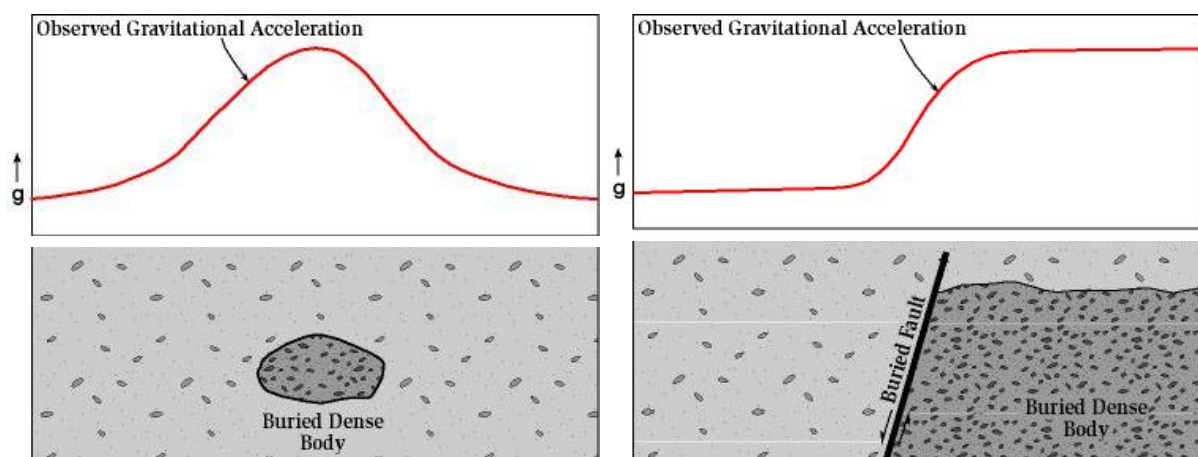 Observed Gravitational Acceleration
g
Buried Dense
Body
Observed Gravitational Acceleration
g
Buried Fault
Buried Dense
Body